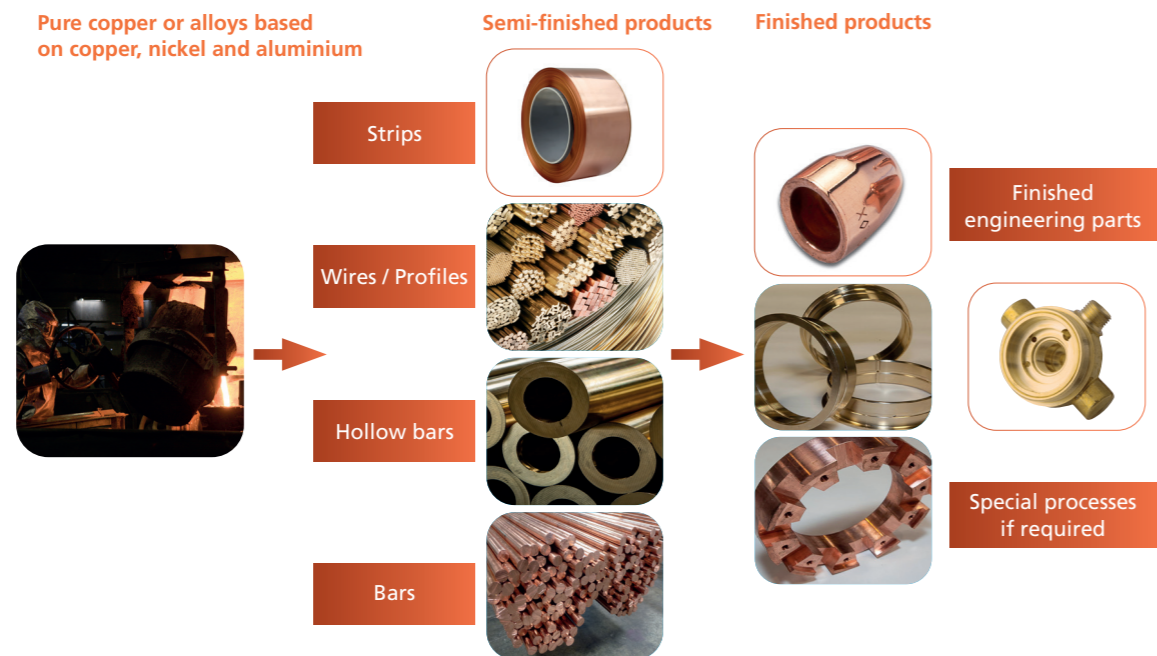 Pure copper or alloys based
on copper, nickel and aluminium
Semi-finished products
Finished products
Strips
Wires / Profiles
Hollow bars
Bars
Finished
engineering parts
Special processes
if required